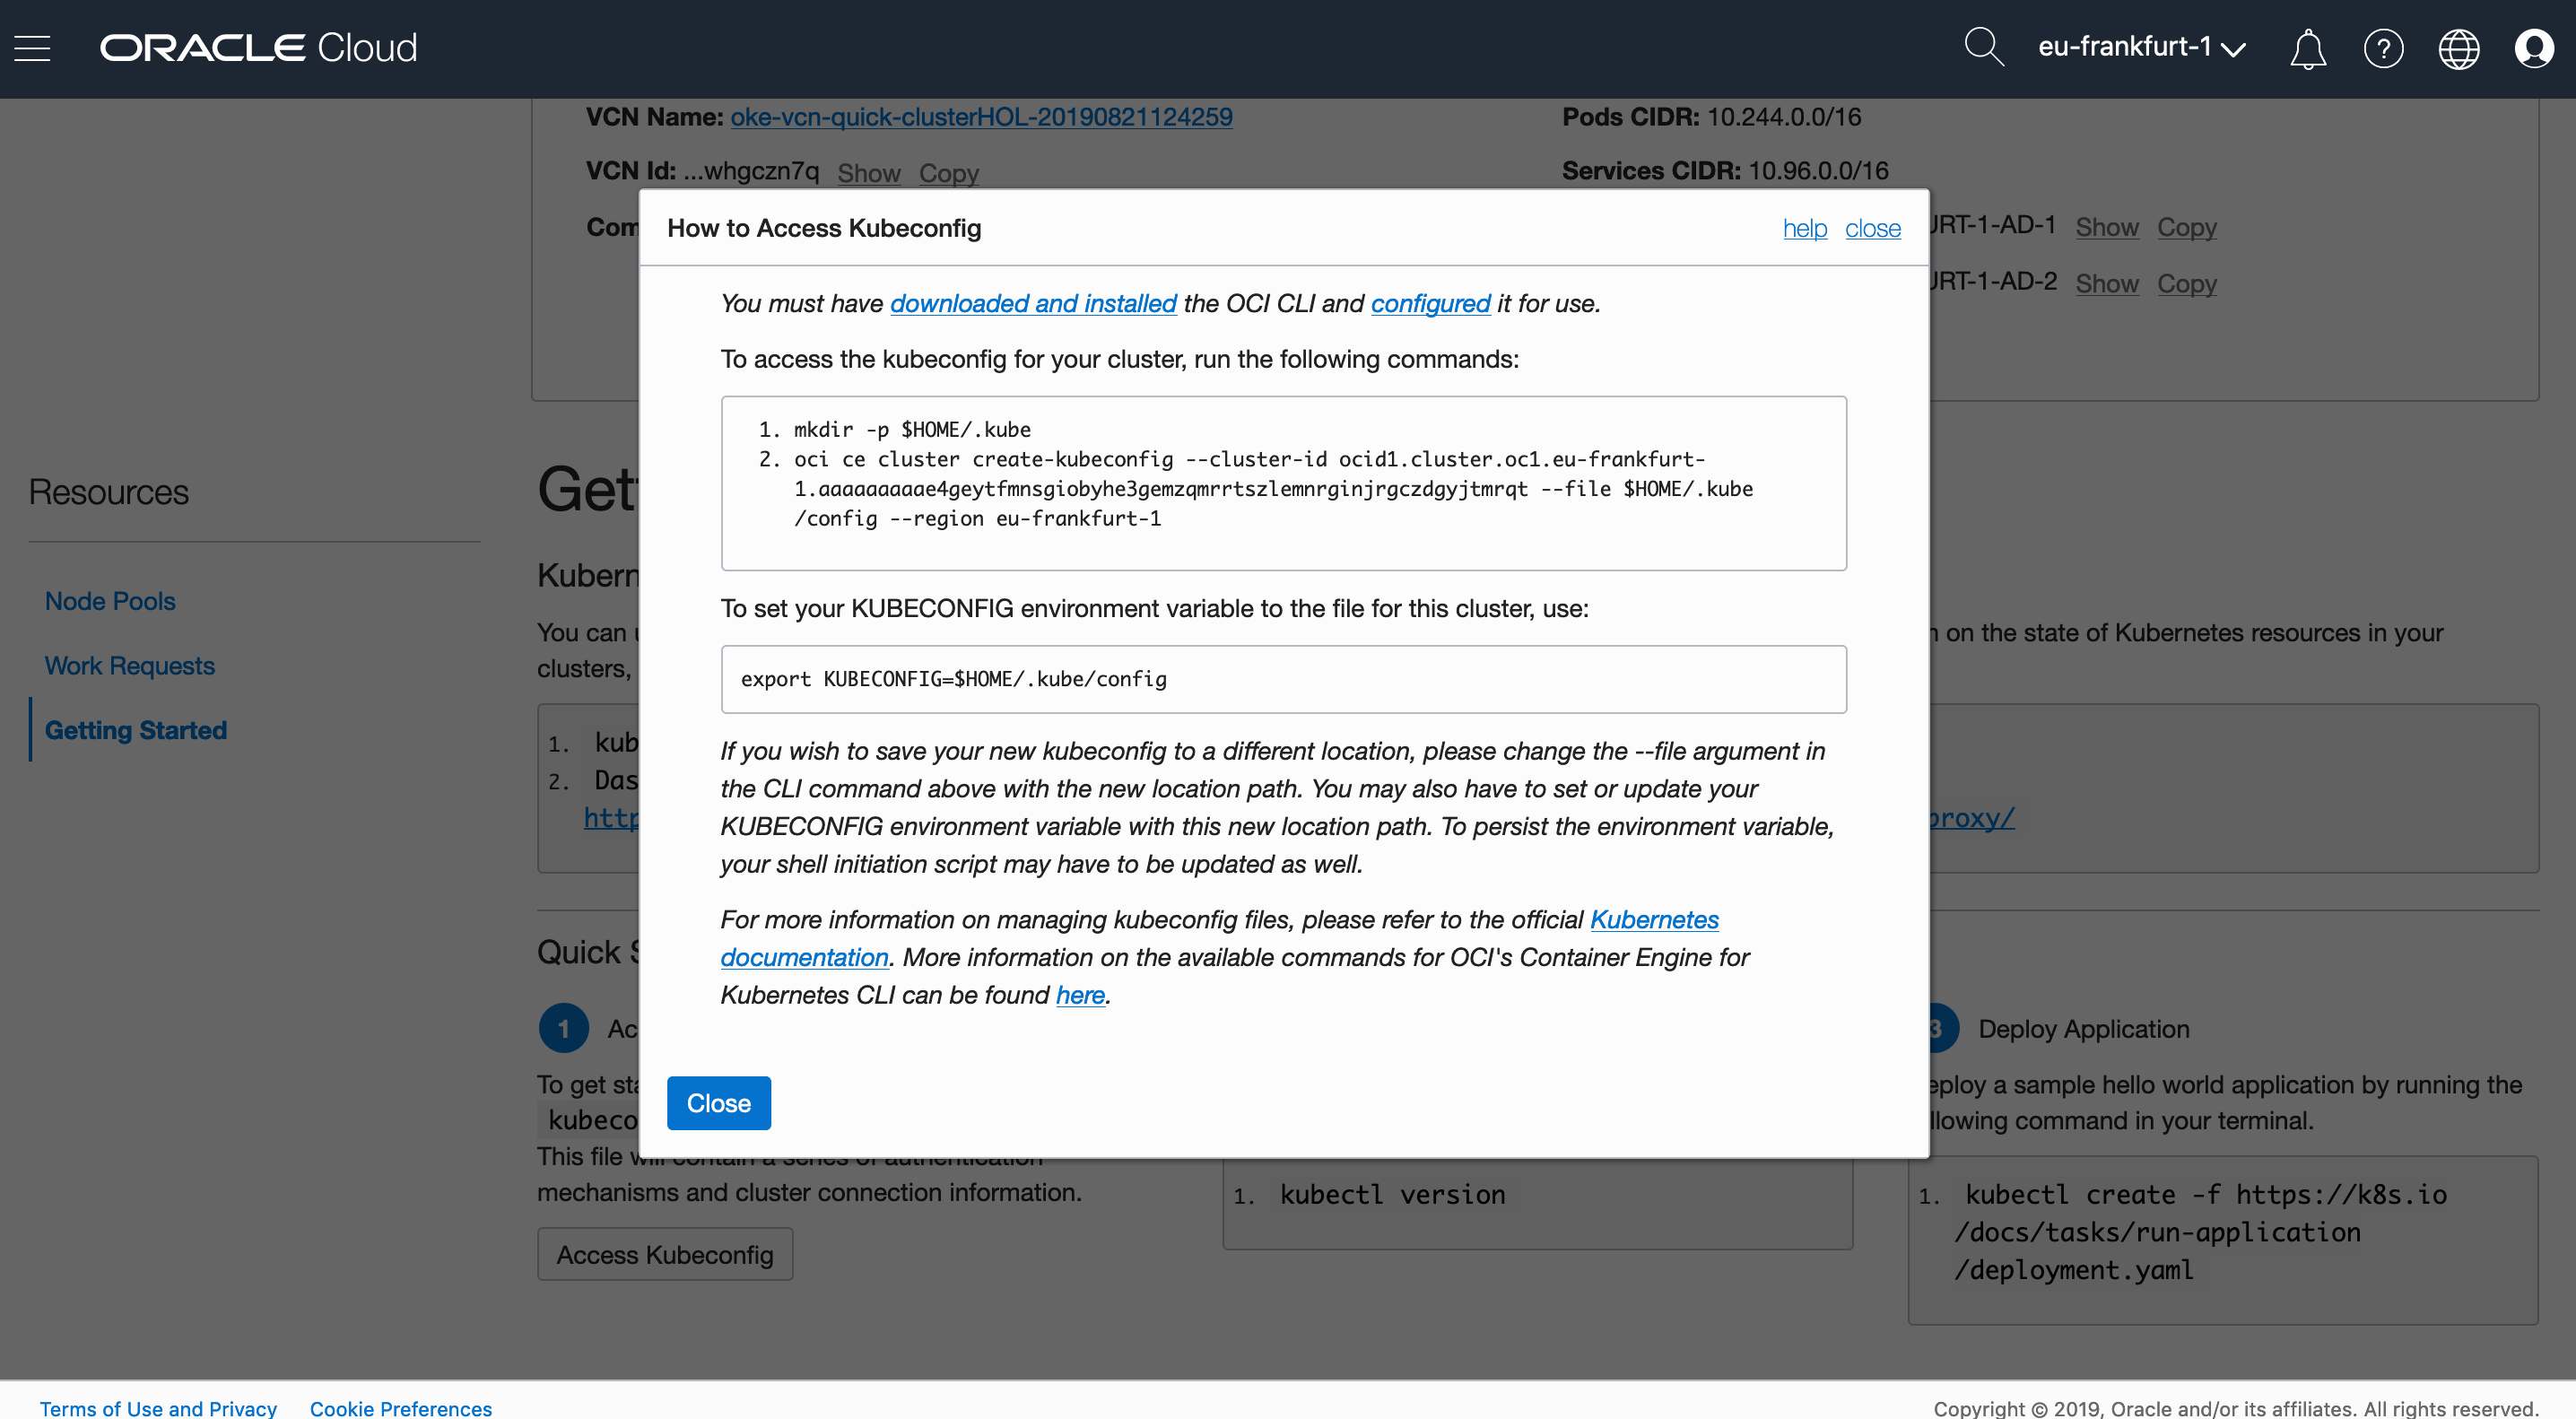 ORACLE Cloud
eu-frankfurt-1
?
VCN Name: oke-vcn-quick-clusterHOL-20190821124259
Pods CIDR: 10.244.0.0/16
VCN Id: ...whgczn7q Show Copy
Services CIDR: 10.96.0.0/16
Com
JRT-1-AD-1 Show Copy
JRT-1-AD-2 Show Copy
How to Access Kubeconfig
help close
You must have downloaded and installed the OCI CLI and configured it for use.
To access the kubeconfig for your cluster, run the following commands:
1. mkdir -p $HOME/.kube
2. oci ce cluster create-kubeconfig --cluster-id ocid1.cluster.oc1.eu-frankfurt-
1.aaaaaaaaae4geytfmnsgiobyhe3gemzqmrrtszlemnrginjrgczdgyjtmrqt --file $HOME/.kube
/config --region eu-frankfurt-1
To set your KUBECONFIG environment variable to the file for this cluster, use:
export KUBECONFIG=$HOME/.kube/config
If you wish to save your new kubeconfig to a different location, please change the --file argument in
the CLI command above with the new location path. You may also have to set or update your
KUBECONFIG environment variable with this new location path. To persist the environment variable,
your shell initiation script may have to be updated as well.
For more information on managing kubeconfig files, please refer to the official Kubernetes
documentation. More information on the available commands for OCI's Container Engine for
Kubernetes CLI can be found here.
Close
Resources
Node Pools
Work Requests
Getting Started
Gett
Kubern
You can
on the state of Kubernetes resources in your
clusters,
1. kub
2. Das
http
proxy/
Quick S
1 Ac
To get sta
kubeco
This file will contain a series of authentication
mechanisms and cluster connection information.
Access Kubeconfig
1. kubectl version
3 Deploy Application
eploy a sample hello world application by running the
llowing command in your terminal.
1. kubectl create -f https://k8s.io
/docs/tasks/run-application
/deployment.yaml
Terms of Use and Privacy
Cookie Preferences
Copyright © 2019, Oracle and/or its affiliates. All rights reserved.